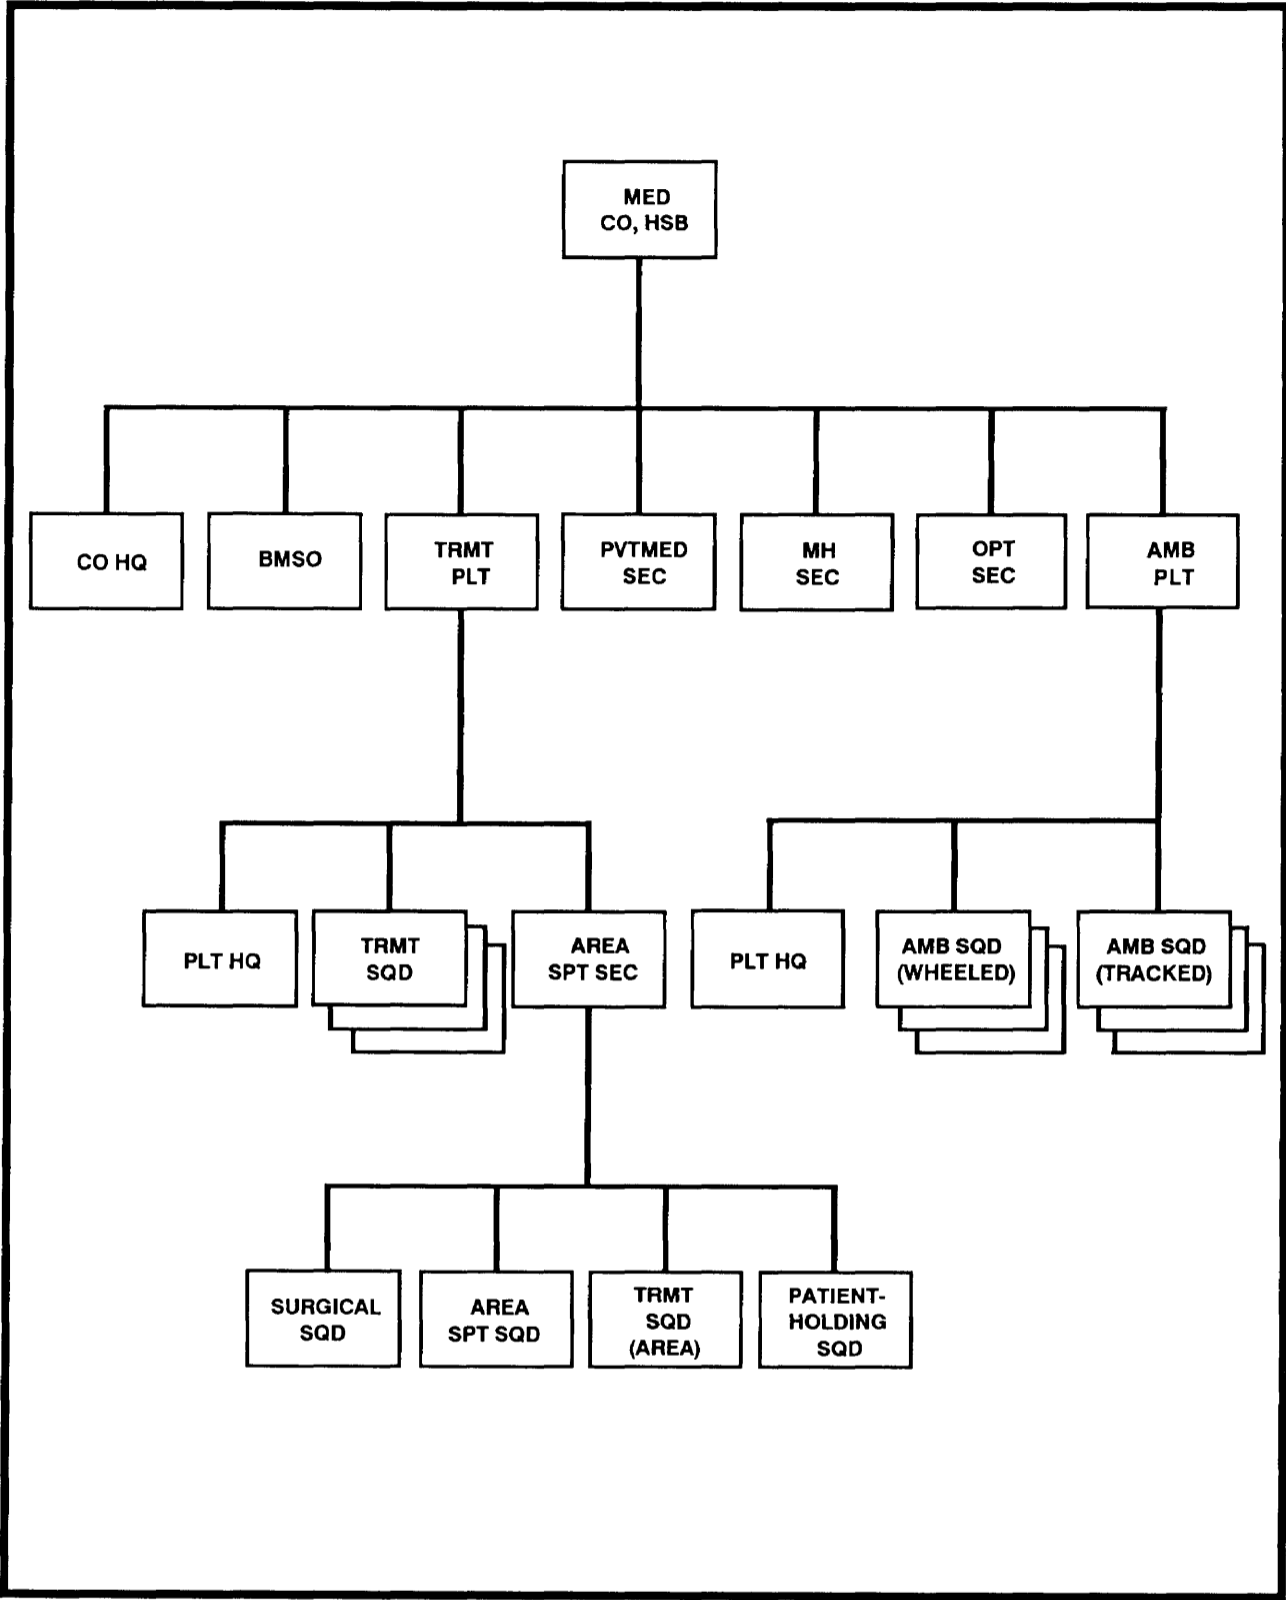 MED
CO, HSB
CO HQ
BMSO
TRMT
PLT
PVTMED
SEC
MH
SEC
OPT
SEC
AMB
PLT
PLT HQ
TRMT
SQD
AREA
SPT SEC
PLT HQ
AMB SQD
(WHEELED)
AMB SQD
(TRACKED)
SURGICAL
SQD
AREA
SPT SQD
TRMT
SQD
(AREA)
PATIENT-
HOLDING
SQD